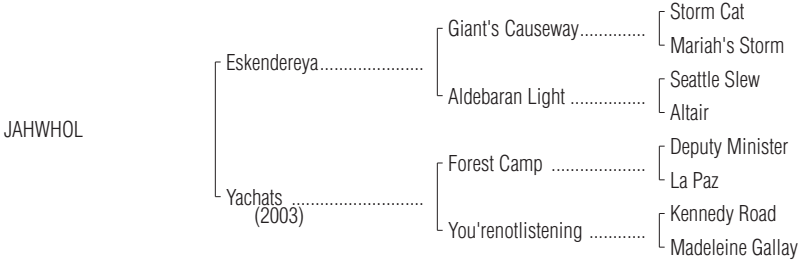 Storm Cat
Giant's Causeway..............
Mariah's Storm
Eskendereya......................
Seattle Slew
Aldebaran Light ................
Altair
JAHWHOL
Deputy Minister
Forest Camp ....................
La Paz
Yachats ............................
(2003)
Kennedy Road
You'renotlistening ............
Madeleine Gallay